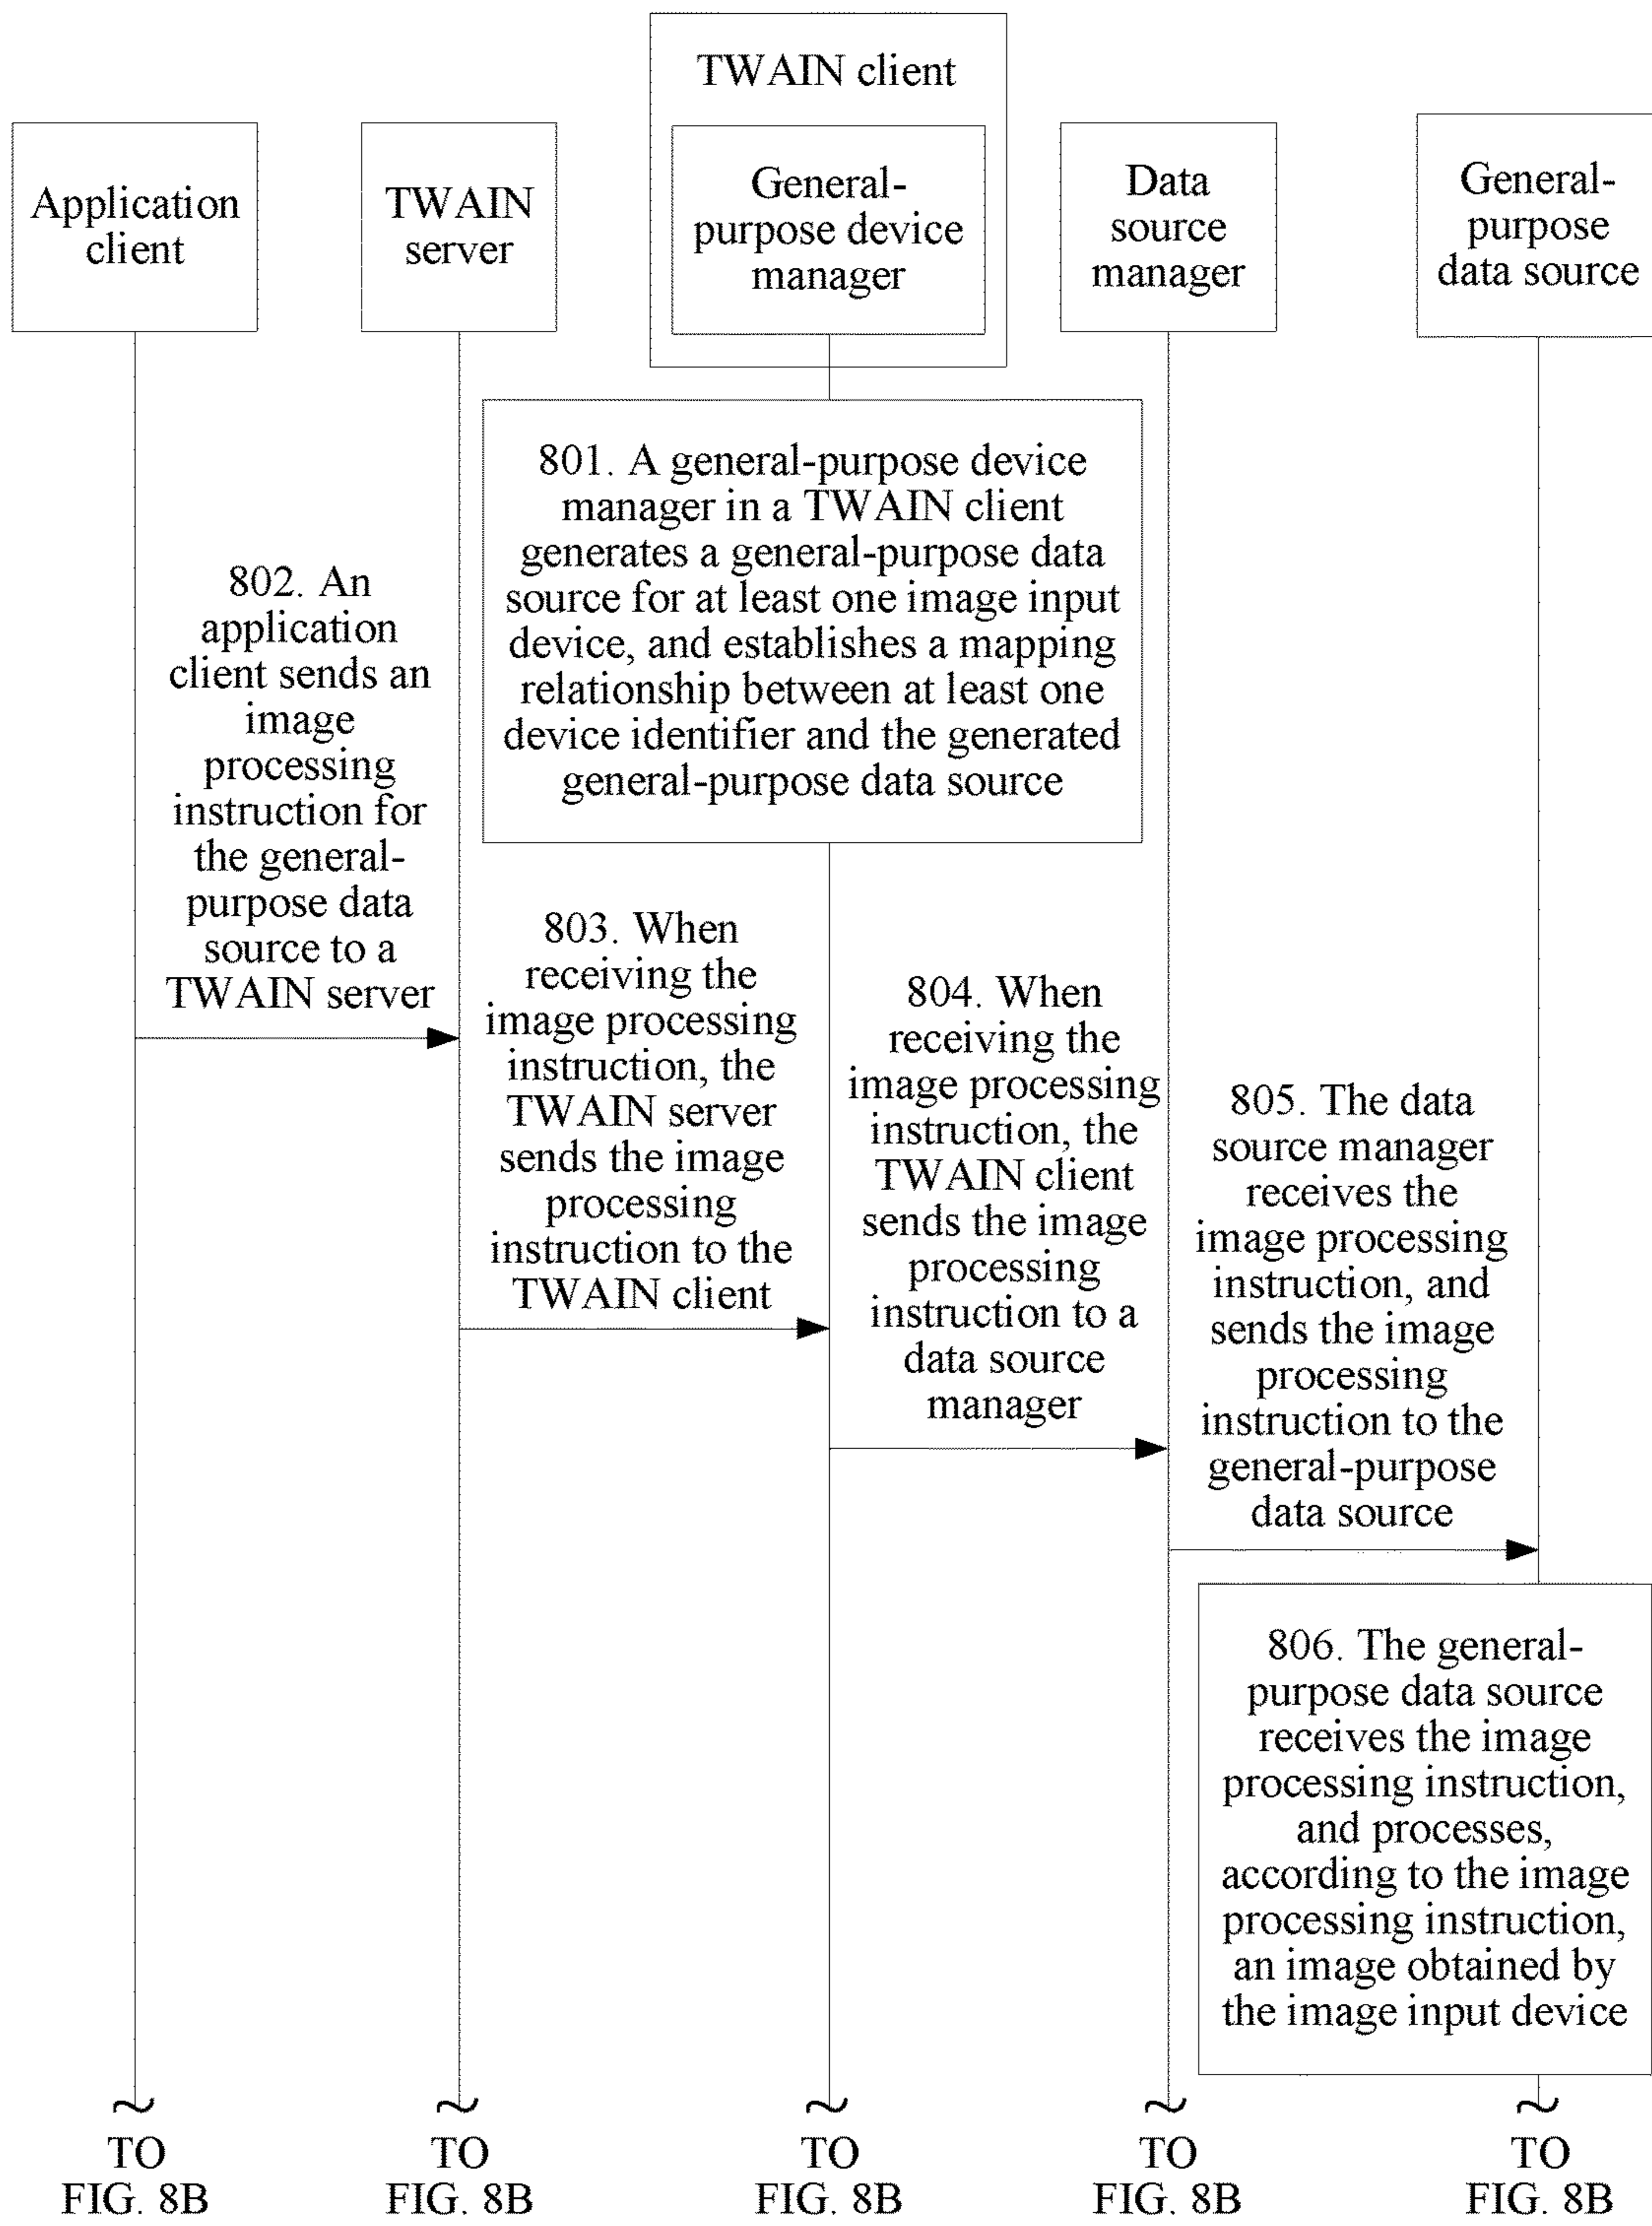 TWAIN client
Application
client
TWAIN
server
General-
purpose device
manager
Data
source
manager
General-
purpose
data source
801. A general-purpose device
manager in a TWAIN client
generates a general-purpose data
source for at least one image input
device, and establishes a mapping
relationship between at least one
device identifier and the generated
general-purpose data source
802. An
application
client sends an
image
processing
instruction for
the general-
purpose data
source to a
TWAIN server
803. When
receiving the
image processing
instruction, the
TWAIN server
sends the image
processing
instruction to the
TWAIN client
804. When
receiving the
image processing
instruction, the
TWAIN client
sends the image
processing
instruction to a
data source
manager
805. The data
source manager
receives the
image processing
instruction, and
sends the image
processing
instruction to the
general-purpose
data source
806. The general-
purpose data source
receives the image
processing instruction,
and processes,
according to the image
processing instruction,
an image obtained by
the image input device
TO
FIG. 8B
TO
FIG. 8B
TO
FIG. 8B
TO
FIG. 8B
TO
FIG. 8B